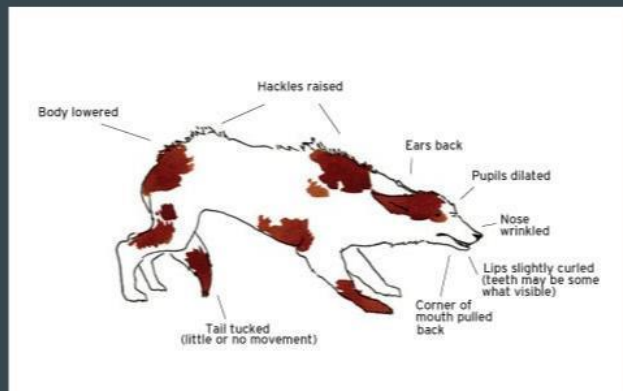 Hackles raised
Body lowered
Ears back
Pupils dilated
Nose
wrinkled
Lips slightly curled
(teeth may be some
what visible)
Corner of
mouth pulled
back
Tail tucked
(little or no movement)